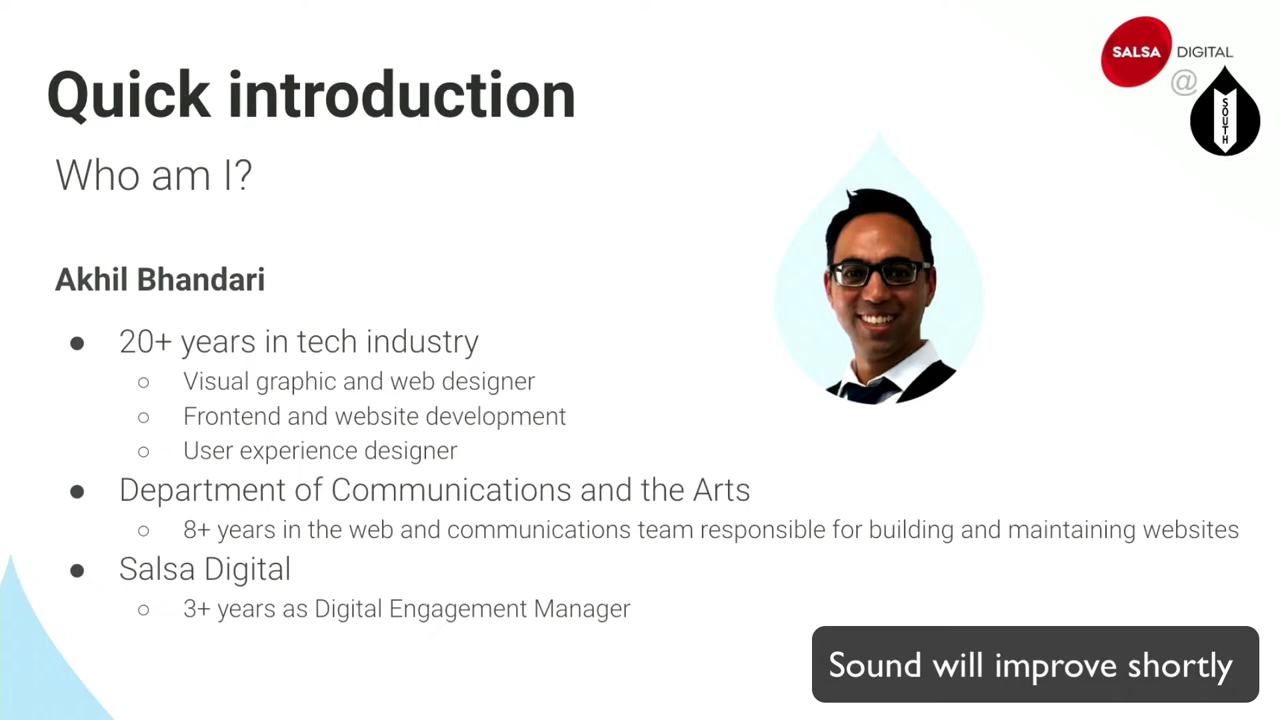 Quick introduction
SALSA DIGITAL
@
SOUTH
Who am I?
Akhil Bhandari
● 20+ years in tech industry
○ Visual graphic and web designer
○ Frontend and website development
○ User experience designer
● Department of Communications and the Arts
○ 8+ years in the web and communications team responsible for building and maintaining websites
● Salsa Digital
○ 3+ years as Digital Engagement Manager
Sound will improve shortly